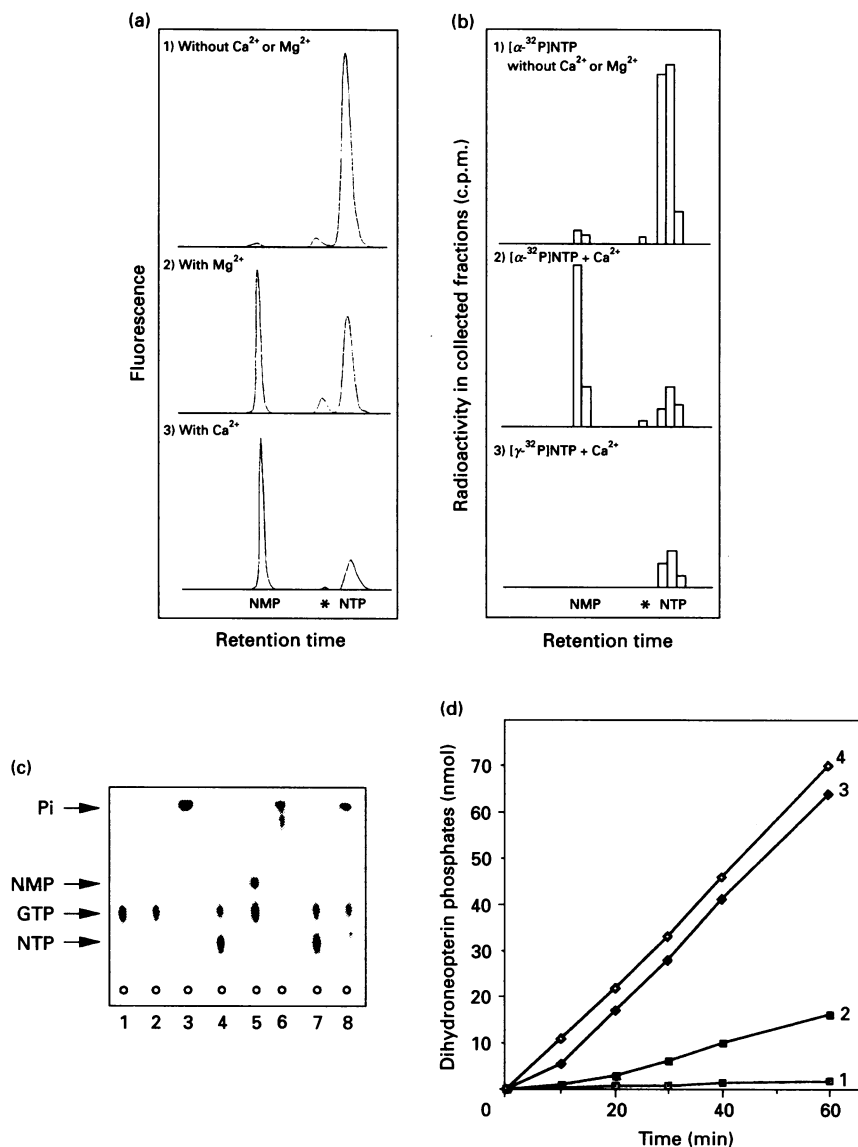 (a)
1) Without Ca²⁺ or Mg²⁺
2) With Mg²⁺
3) With Ca²⁺
Fluorescence
NMP * NTP
Retention time
(b)
1) [α-³²P]NTP
without Ca²⁺ or Mg²⁺
2) [α-³²P]NTP + Ca²⁺
3) [γ-³²P]NTP + Ca²⁺
Radioactivity in collected fractions (c.p.m.)
NMP * NTP
Retention time
(c)
Pi
NMP
GTP
NTP
1 2 3 4 5 6 7 8
(d)
Dihydroneopterin phosphates (nmol)
70
60
50
40
30
20
10
0
4
3
2
1
20 40 60
Time (min)